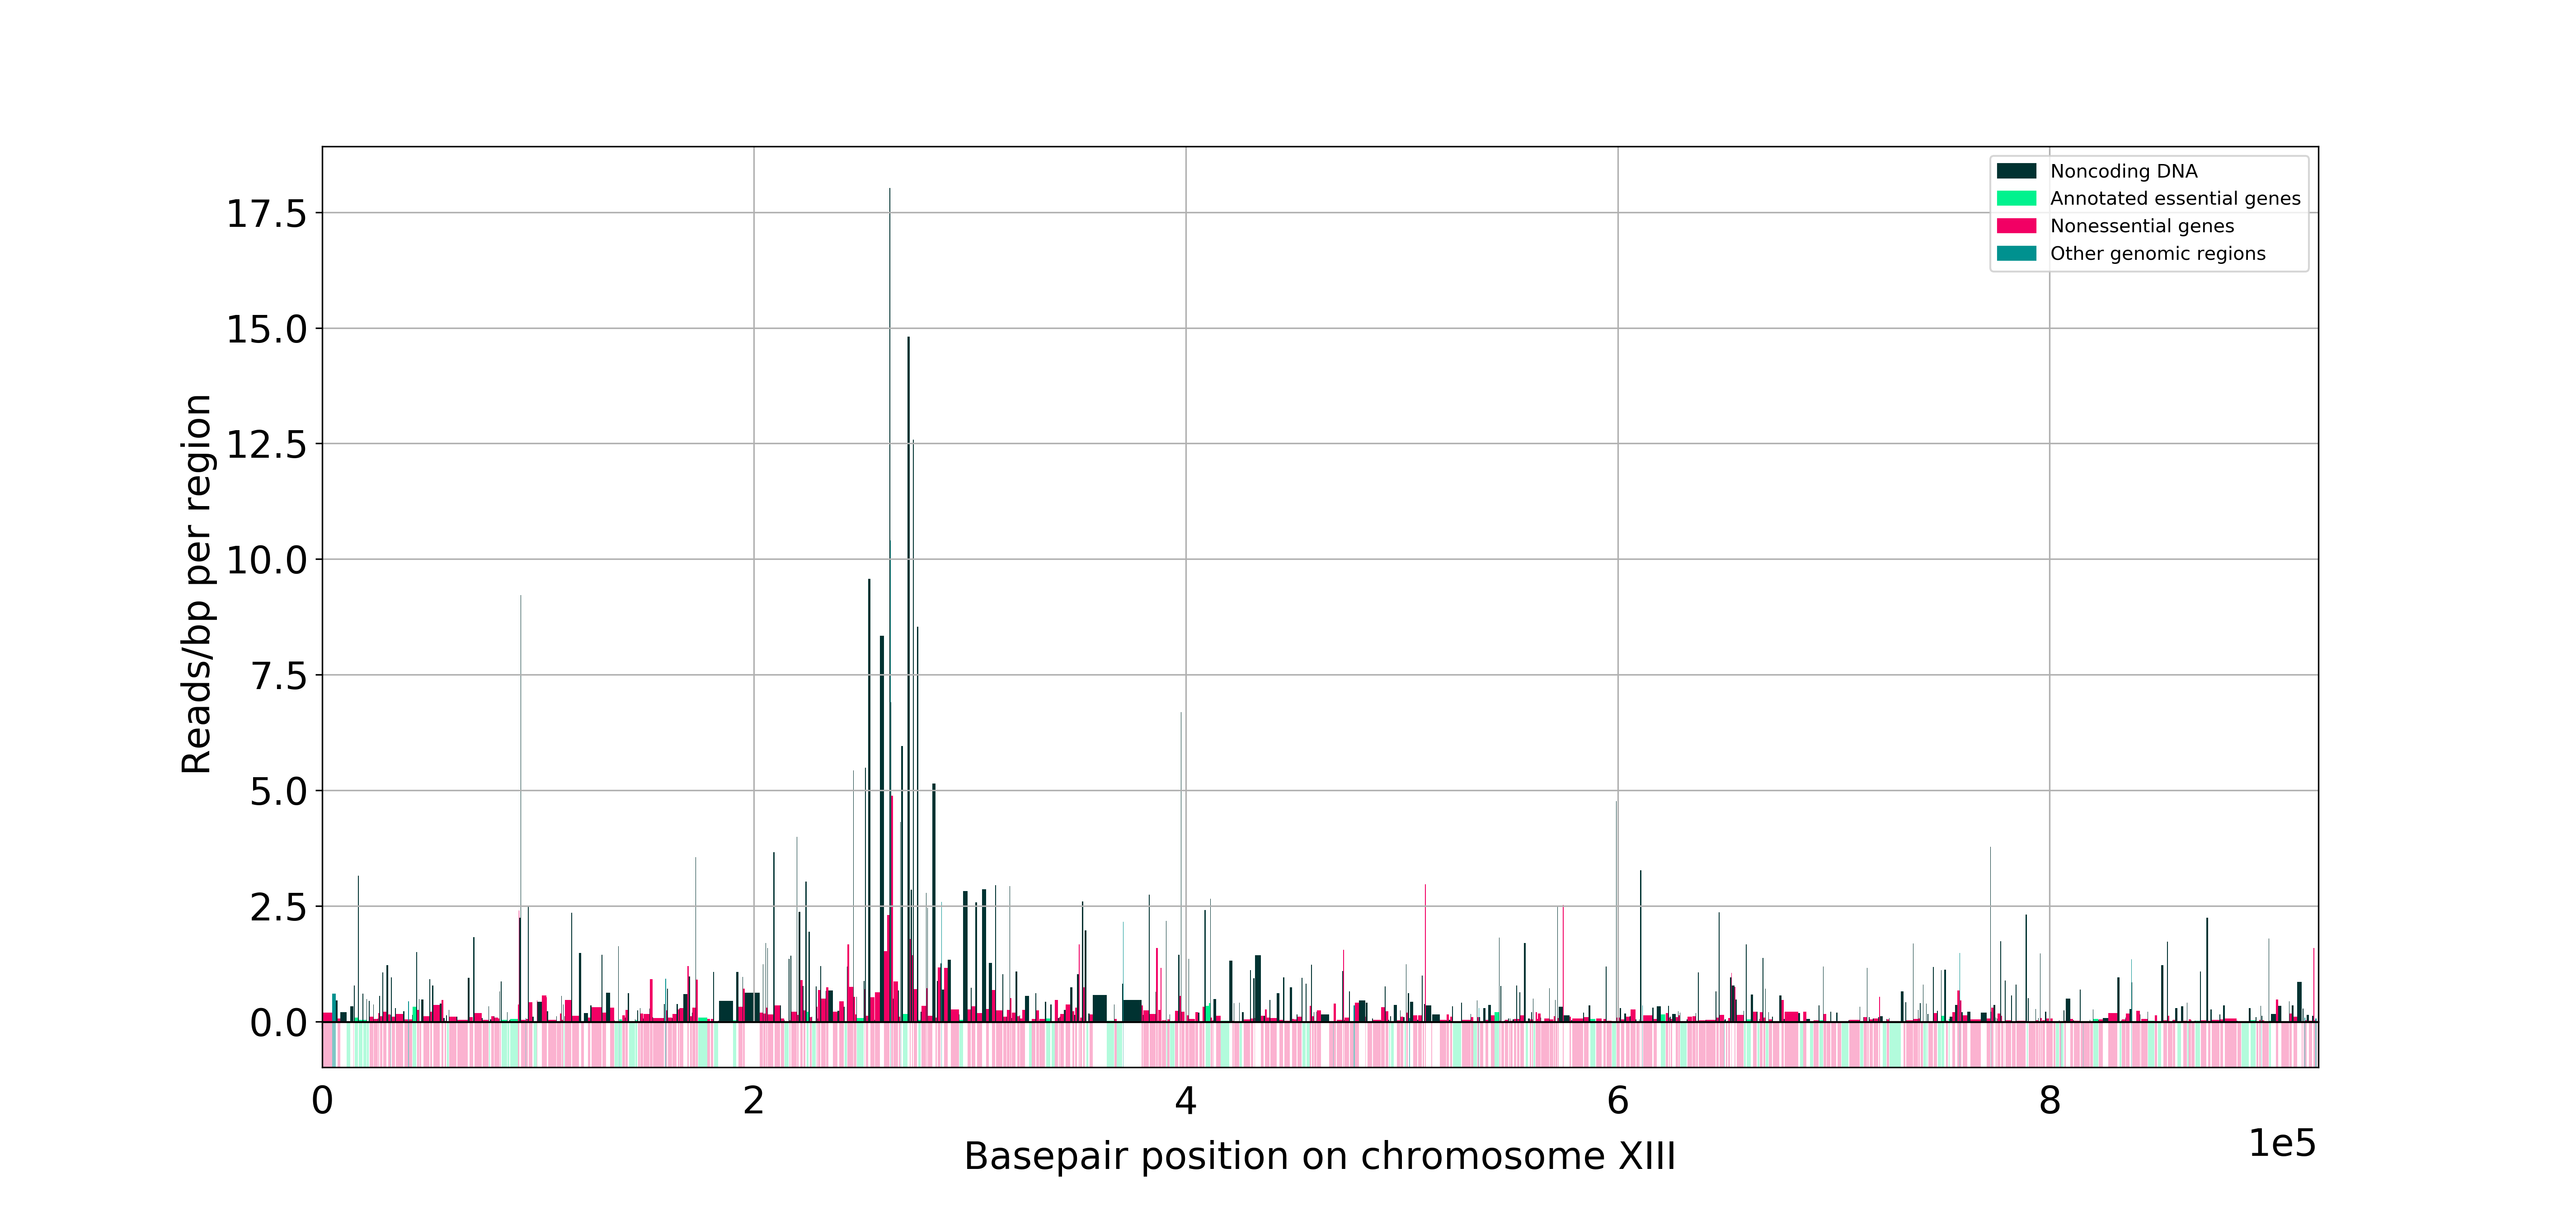 Noncoding DNA
Annotated essential genes
Nonessential genes
Other genomic regions
17.5
15.0
12.5
10.0
7.5
5.0
2.5
0.0
Reads/bp per region
0 2 4 6 8
1e5
Basepair position on chromosome XIII